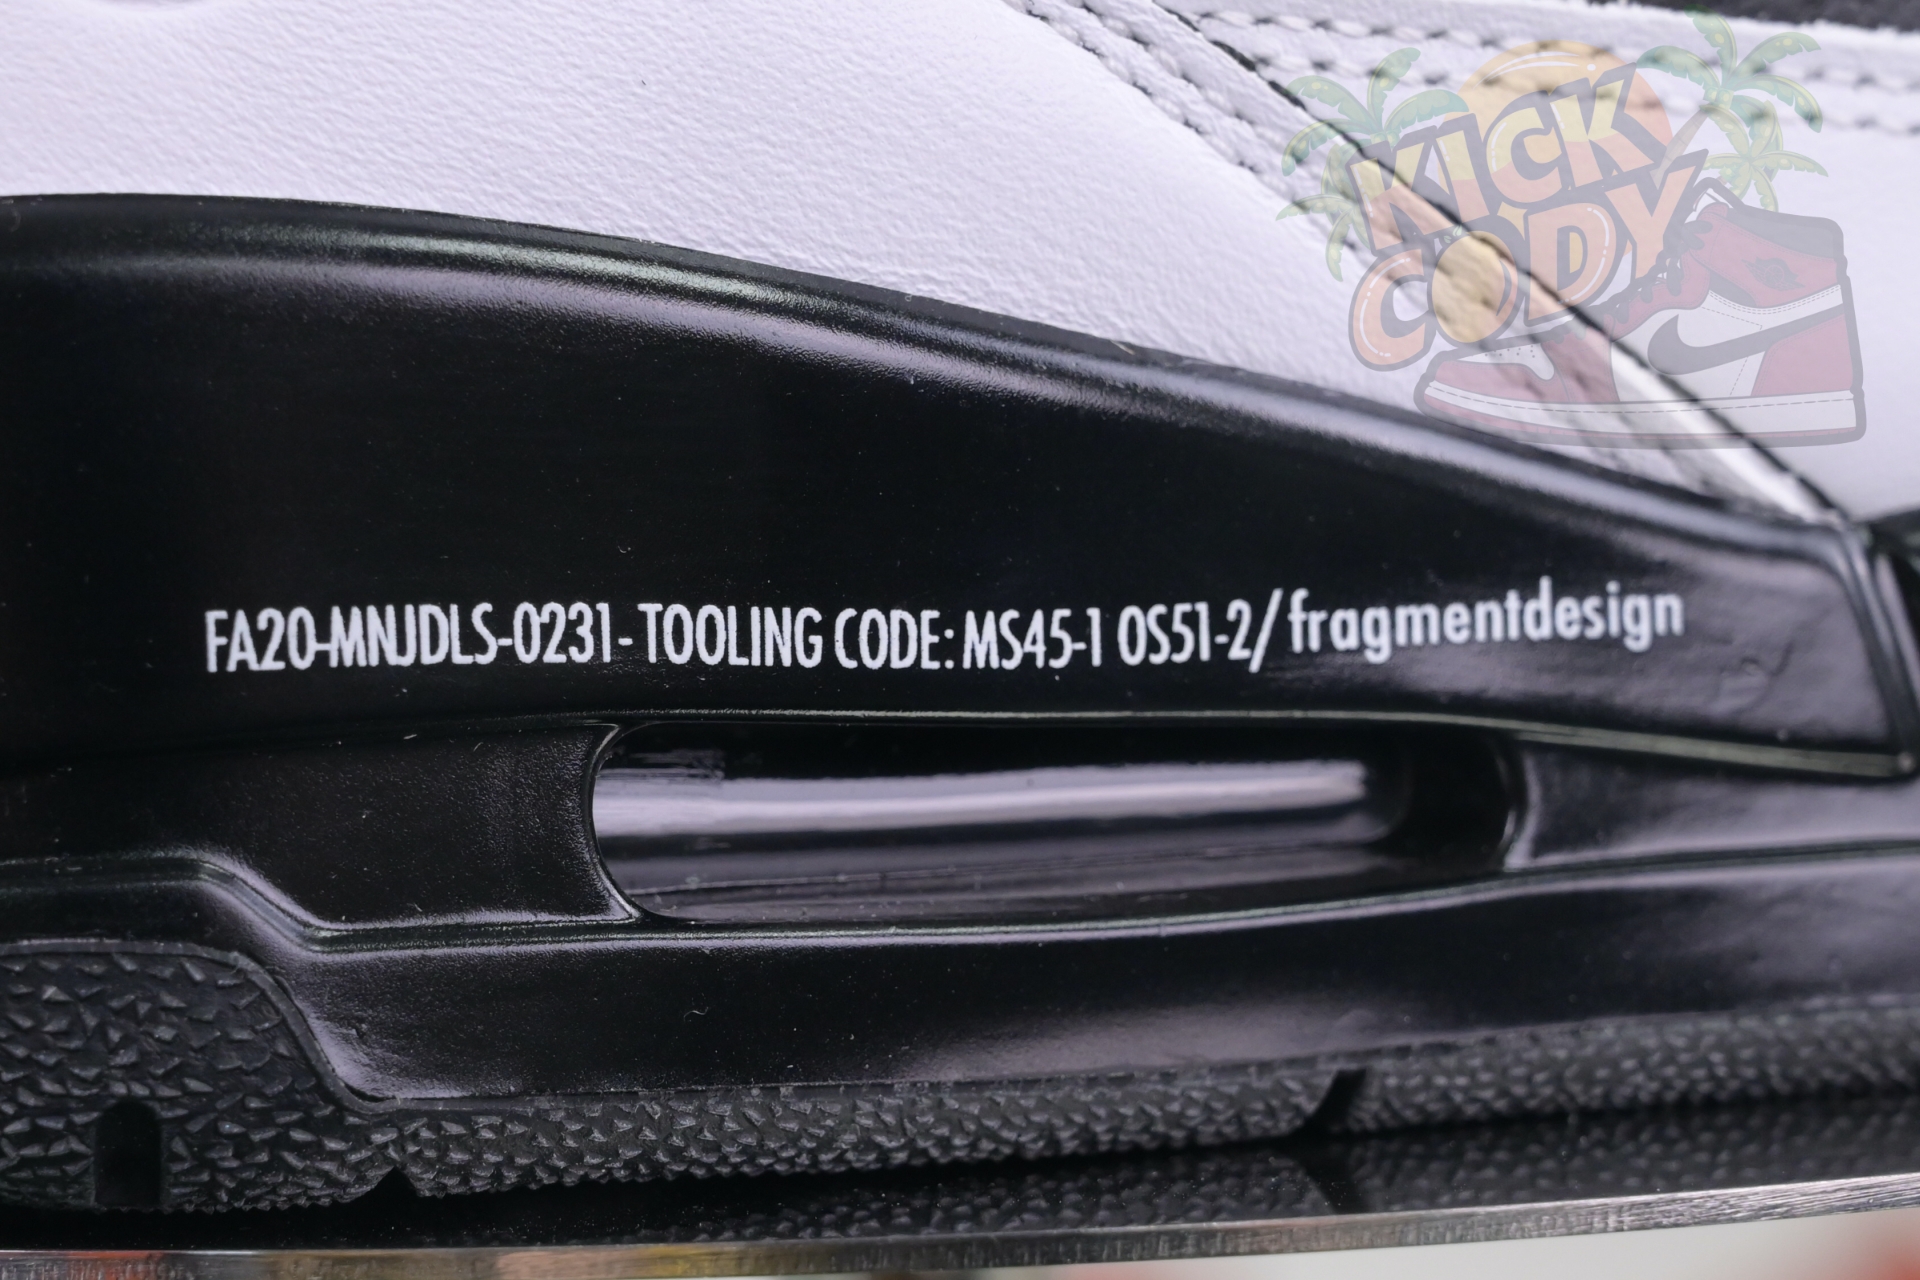 KICK
CODY
FA20-MNJDLS-0231- TOOLING CODE: MS45-1 OS51-2/fragmentdesign